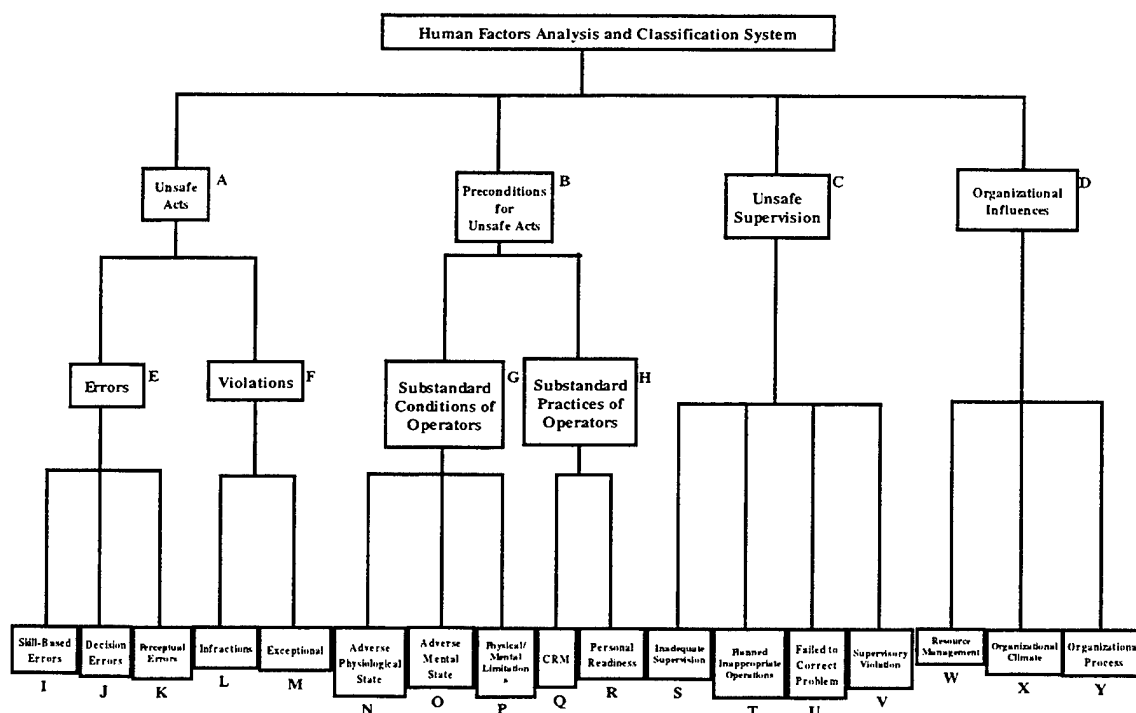 Human Factors Analysis and Classification System
Unsafe
Acts
A
Preconditions
for
Unsafe Acts
B
Unsafe
Supervision
C
Organizational
Influences
D
Errors
E
Violations
F
Substandard
Conditions of
Operators
G
Substandard
Practices of
Operators
H
Skill-Based
Errors
I
Decision
Errors
J
Perceptual
Errors
K
Infractions
L
Exceptional
M
Adverse
Physiological
State
N
Adverse
Mental
State
O
Physical/
Mental
Limitation
s
P
CRM
Q
Personal
Readiness
R
Inadequate
Supervision
S
Planned
Inappropriate
Operations
T
Failed to
Correct
Problem
U
Supervisory
Violation
V
Resource
Management
W
Organizational
Climate
X
Organizational
Process
Y